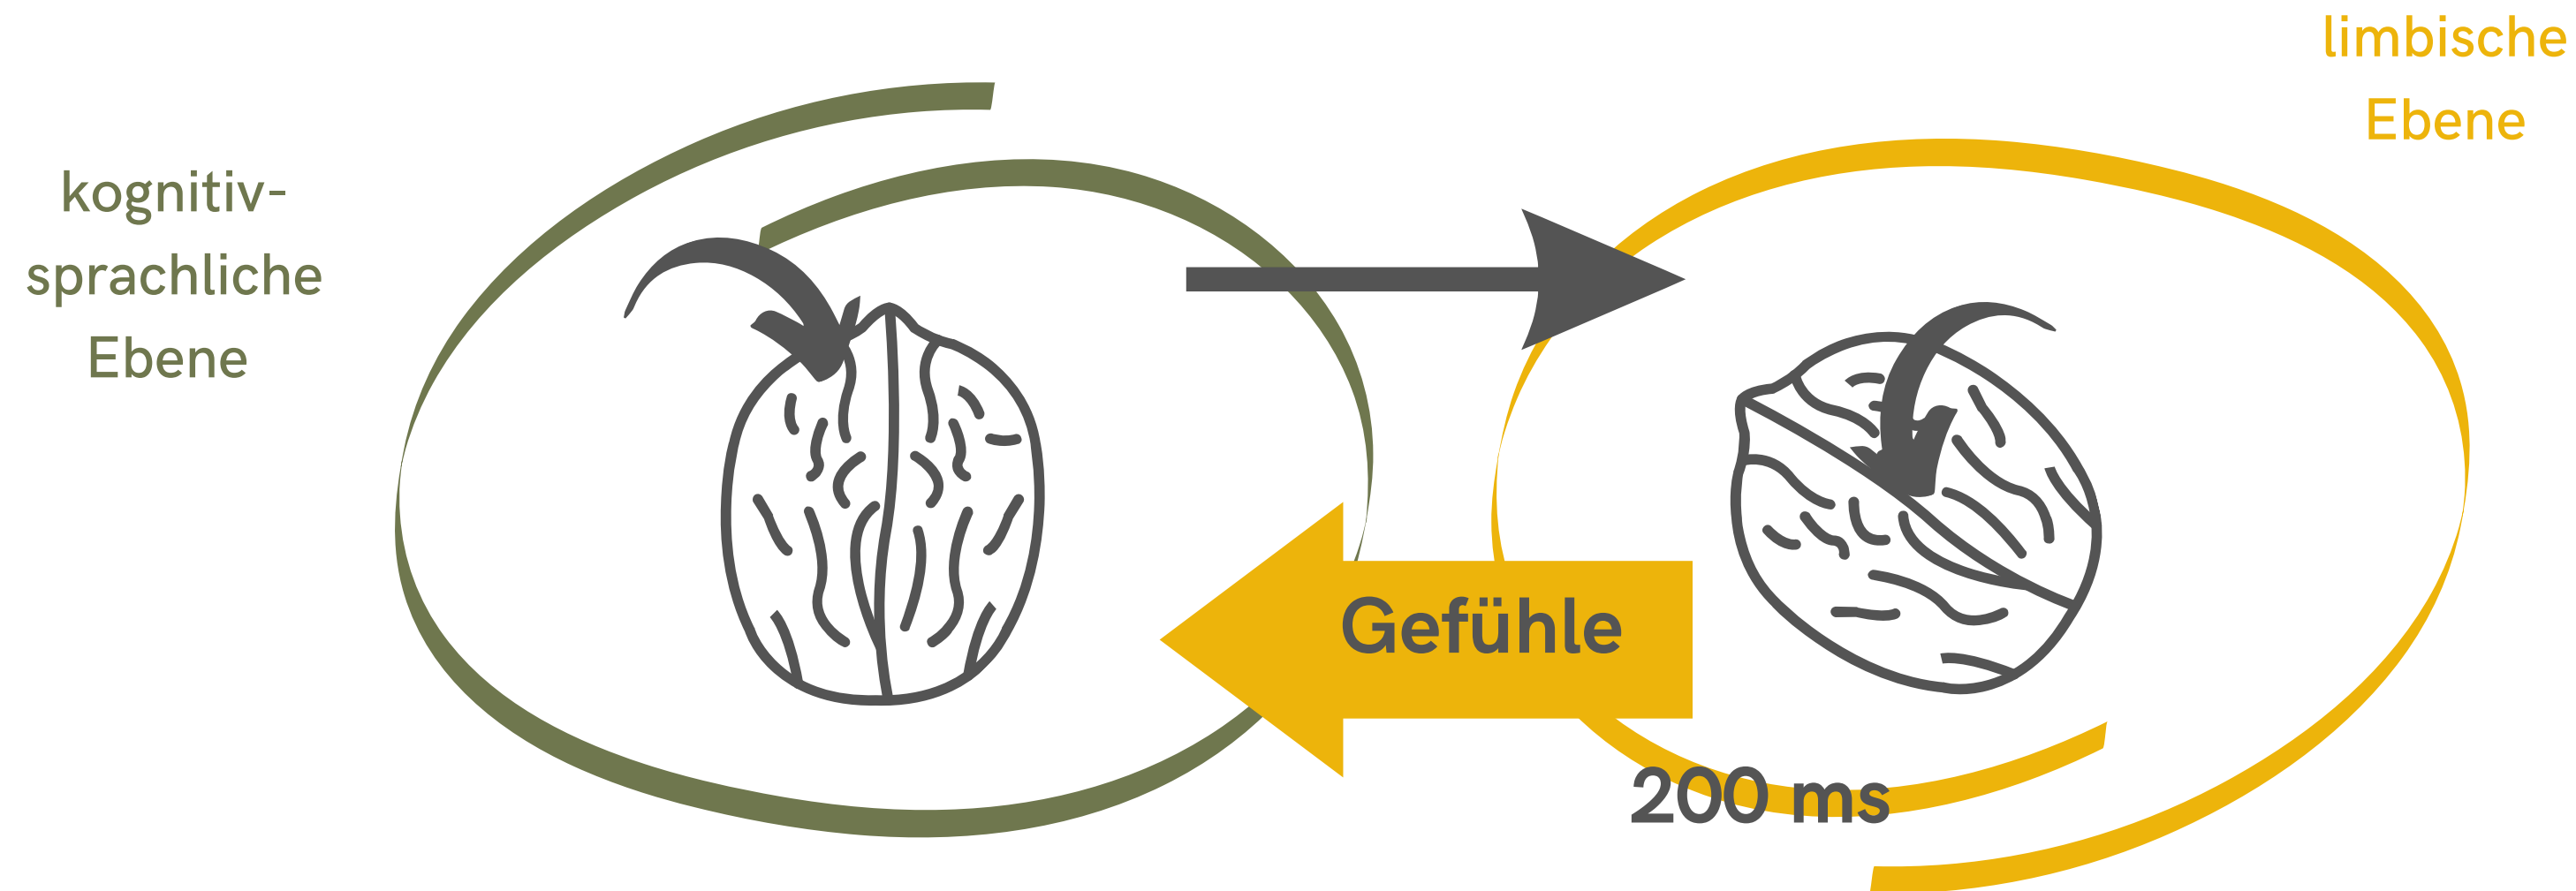 kognitiv-
sprachliche
Ebene
limbische
Ebene
Gefühle
200 ms